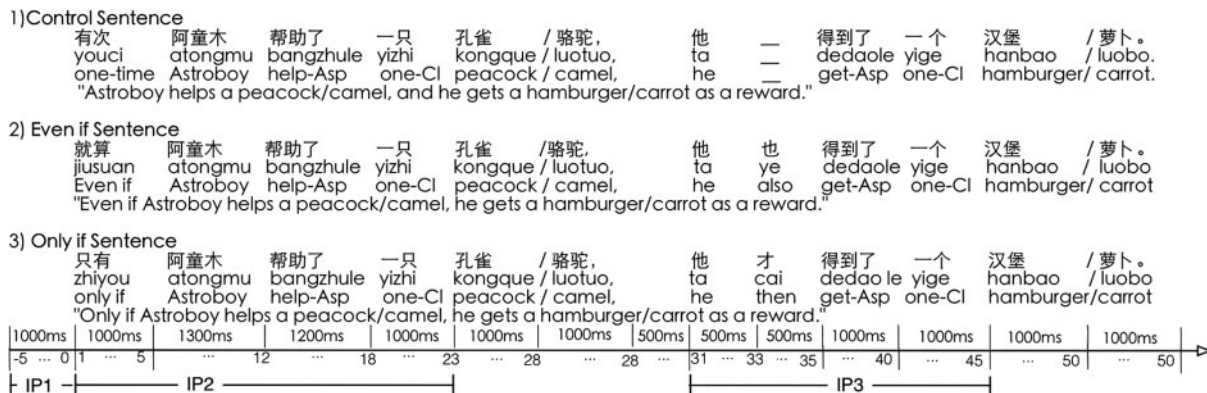 1)Control Sentence
有次 阿童木 帮助了 一只 孔雀 / 骆驼， 他 __ 得到了 一个 汉堡 / 萝卜。
youci atongmu bangzhule yizhi kongque / luotuo, ta __ dedaole yige hanbao / luobo.
one-time Astroboy help-Asp one-Cl peacock / camel, he __ get-Asp one-Cl hamburger/ carrot.
"Astroboy helps a peacock/camel, and he gets a hamburger/carrot as a reward."
2) Even if Sentence
就算 阿童木 帮助了 一只 孔雀 /骆驼, 他 也 得到了 一个 汉堡 / 萝卜。
jiusuan atongmu bangzhule yizhi kongque / luotuo, ta ye dedaole yige hanbao / luobo
Even if Astroboy help-Asp one-Cl peacock / camel, he also get-Asp one-Cl hamburger/ carrot
"Even if Astroboy helps a peacock/camel, he gets a hamburger/carrot as a reward."
3) Only if Sentence
只有 阿童木 帮助了 一只 孔雀 / 骆驼, 他 才 得到了 一个 汉堡 / 萝卜。
zhiyou atongmu bangzhule yizhi kongque / luotuo, ta cai dedao le yige hanbao / luobo
only if Astroboy help-Asp one-Cl peacock / camel, he then get-Asp one-Cl hamburger/carrot
"Only if Astroboy helps a peacock/camel, he gets a hamburger/carrot as a reward."
1000ms 1000ms 1300ms 1200ms 1000ms 1000ms 1000ms 500ms 500ms 500ms 1000ms 1000ms 1000ms 1000ms
-5 ... 0 1 ... 5 ... 12 ... 18 ... 23 ... 28 ... 28 ... 31 ... 33 ... 35 ... 40 ... 45 ... 50 ... 50
IP1 IP2 IP3